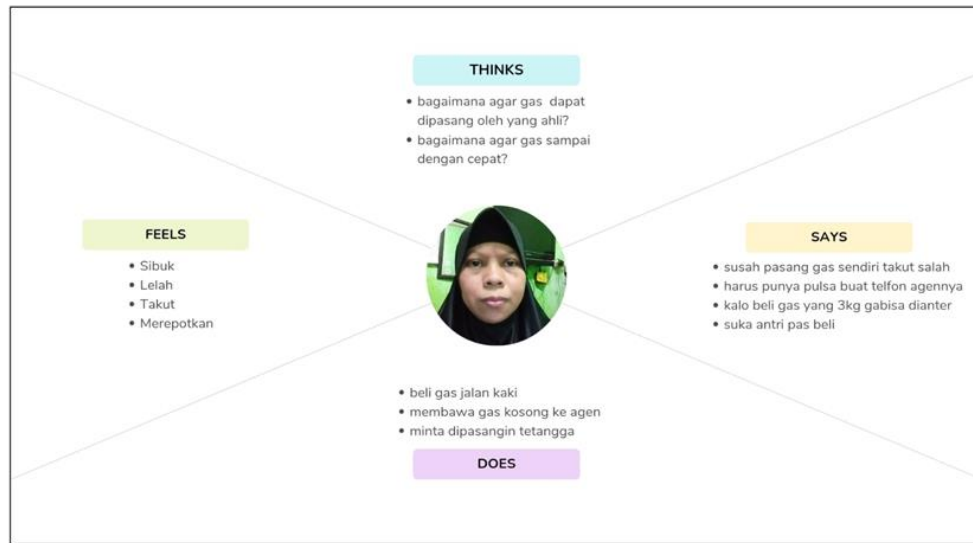 THINKS
bagaimana agar gas dapat
dipasang oleh yang ahli?
bagaimana agar gas sampai
dengan cepat?
FEELS
Sibuk
Lelah
Takut
Merepotkan
SAYS
susah pasang gas sendiri takut salah
harus punya pulsa buat telfon agennya
kalo beli gas yang 3kg gabisa dianter
suka antri pas beli
beli gas jalan kaki
membawa gas kosong ke agen
minta dipasangin tetangga
DOES